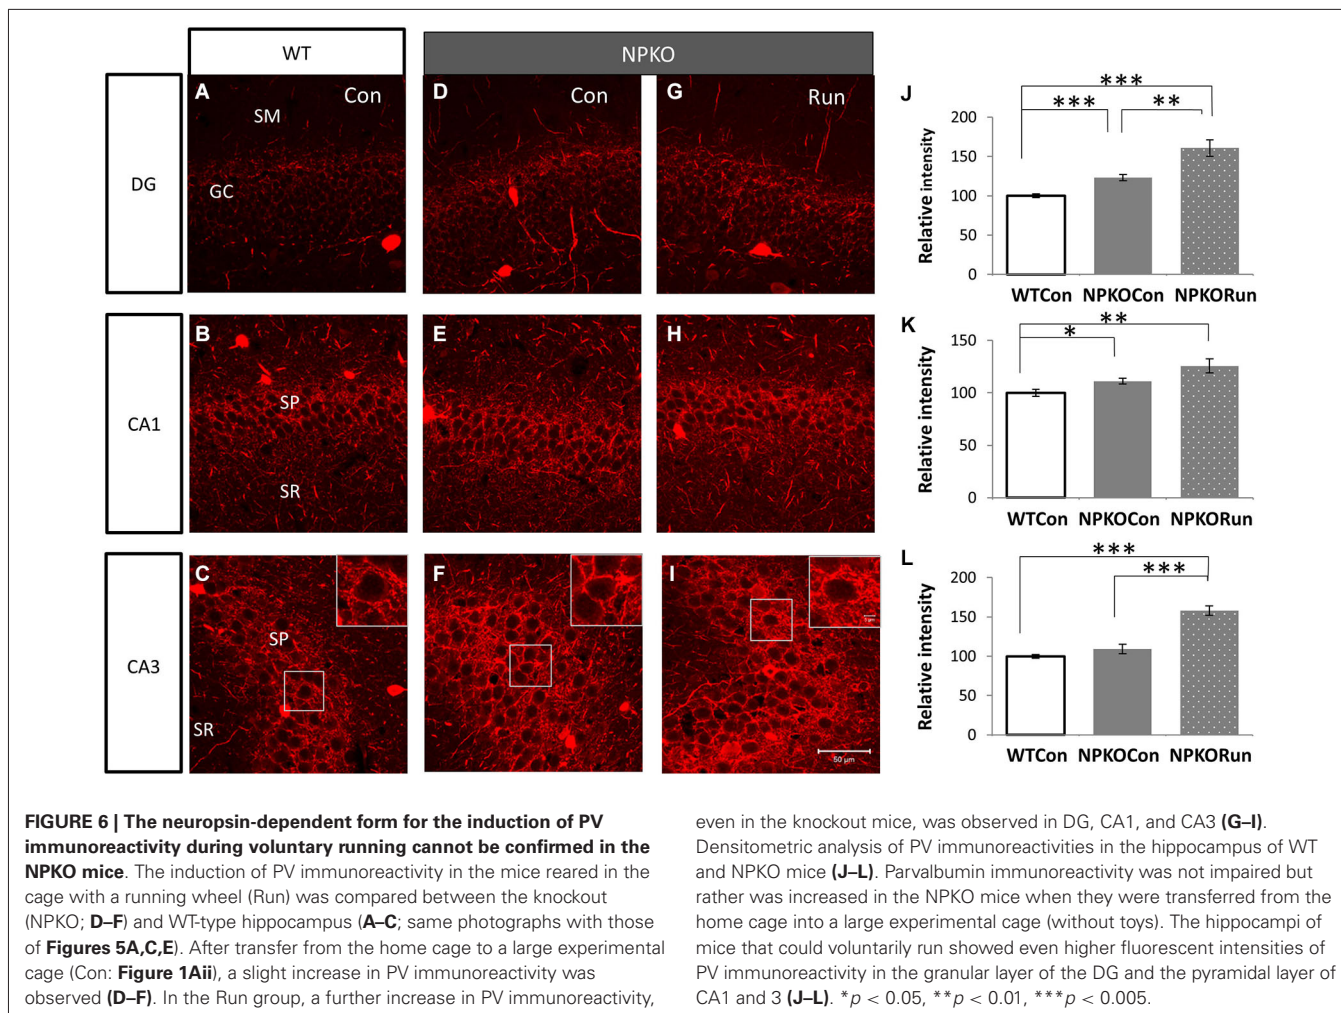 WT
NPKO
DG
CA1
CA3
A
Con
SM
GC
D
Con
G
Run
B
SP
SR
E
H
C
SP
SR
F
I
5 µm
50 µm
J
***
***
**
Relative intensity
200
150
100
50
0
WTCon NPKOCon NPKORun
K
**
*
Relative intensity
150
100
50
0
WTCon NPKOCon NPKORun
L
***
***
Relative intensity
200
150
100
50
0
WTCon NPKOCon NPKORun
FIGURE 6 | The neuropsin-dependent form for the induction of PV
immunoreactivity during voluntary running cannot be confirmed in the
NPKO mice. The induction of PV immunoreactivity in the mice reared in the
cage with a running wheel (Run) was compared between the knockout
(NPKO; D–F) and WT-type hippocampus (A–C; same photographs with those
of Figures 5A,C,E). After transfer from the home cage to a large experimental
cage (Con: Figure 1Aii), a slight increase in PV immunoreactivity was
observed (D–F). In the Run group, a further increase in PV immunoreactivity,
even in the knockout mice, was observed in DG, CA1, and CA3 (G–I).
Densitometric analysis of PV immunoreactivities in the hippocampus of WT
and NPKO mice (J–L). Parvalbumin immunoreactivity was not impaired but
rather was increased in the NPKO mice when they were transferred from the
home cage into a large experimental cage (without toys). The hippocampi of
mice that could voluntarily run showed even higher fluorescent intensities of
PV immunoreactivity in the granular layer of the DG and the pyramidal layer of
CA1 and 3 (J–L). *p < 0.05, **p < 0.01, ***p < 0.005.